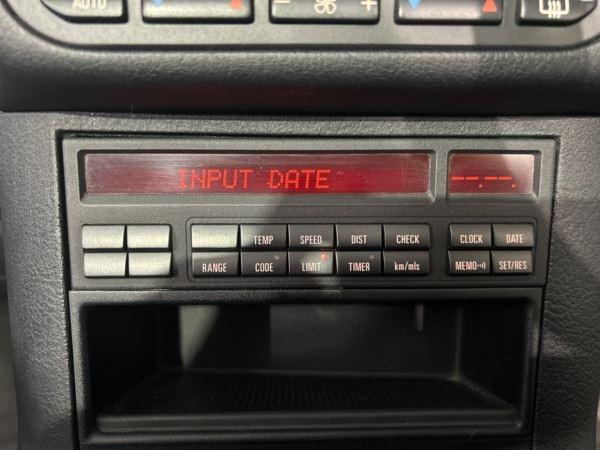 AUTO
INPUT DATE --.--.
TEMP SPEED DIST CHECK CLOCK DATE
RANGE CODE LIMIT TIMER km/mls MEMO SET/RES